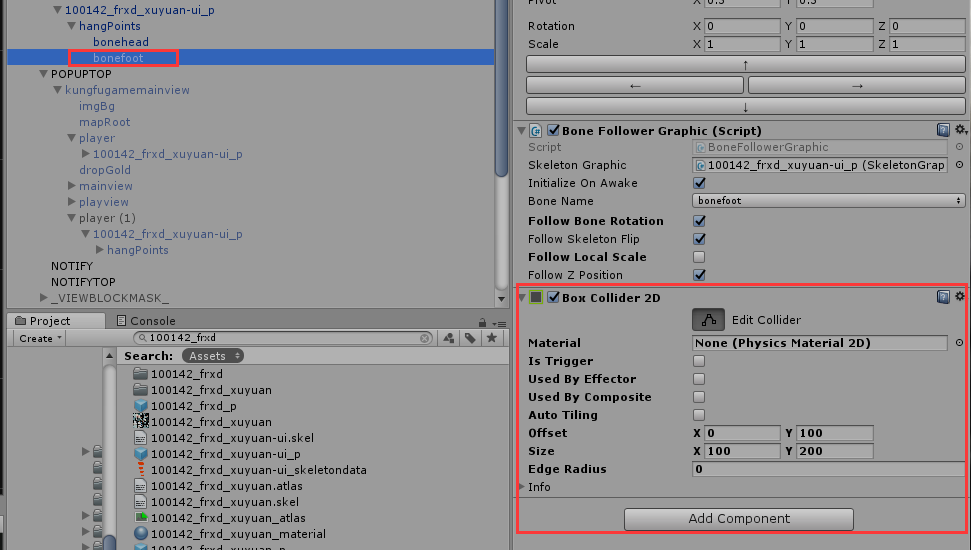 100142_frxd_xuyuan-ui_p
hangPoints
bonehead
bonefoot
POPUPTOP
kungfugamemainview
imgBg
mapRoot
player
100142_frxd_xuyuan-ui_p
dropGold
mainview
playview
player (1)
100142_frxd_xuyuan-ui_p
hangPoints
NOTIFY
NOTIFYTOP
_VIEWBLOCKMASK_
Project Console
Create 100142_frxd
Search: Assets
100142_frxd
100142_frxd_xuyuan
100142_frxd_p
100142_frxd_xuyuan
100142_frxd_xuyuan-ui.skel
100142_frxd_xuyuan-ui_p
100142_frxd_xuyuan-ui_skeletondata
100142_frxd_xuyuan.atlas
100142_frxd_xuyuan.skel
100142_frxd_xuyuan_atlas
100142_frxd_xuyuan_material
100142_frxd_xuyuan_p
Pivot X 0.5 Y 0.5
Rotation X 0 Y 0 Z 0
Scale X 1 Y 1 Z 1
↑
← →
↓
Bone Follower Graphic (Script)
Script BoneFollowerGraphic
Skeleton Graphic 100142_frxd_xuyuan-ui_p (SkeletonGrap
Initialize On Awake
Bone Name bonefoot
Follow Bone Rotation
Follow Skeleton Flip
Follow Local Scale
Follow Z Position
Box Collider 2D
Edit Collider
Material None (Physics Material 2D)
Is Trigger
Used By Effector
Used By Composite
Auto Tiling
Offset X 0 Y 100
Size X 100 Y 200
Edge Radius 0
Info
Add Component